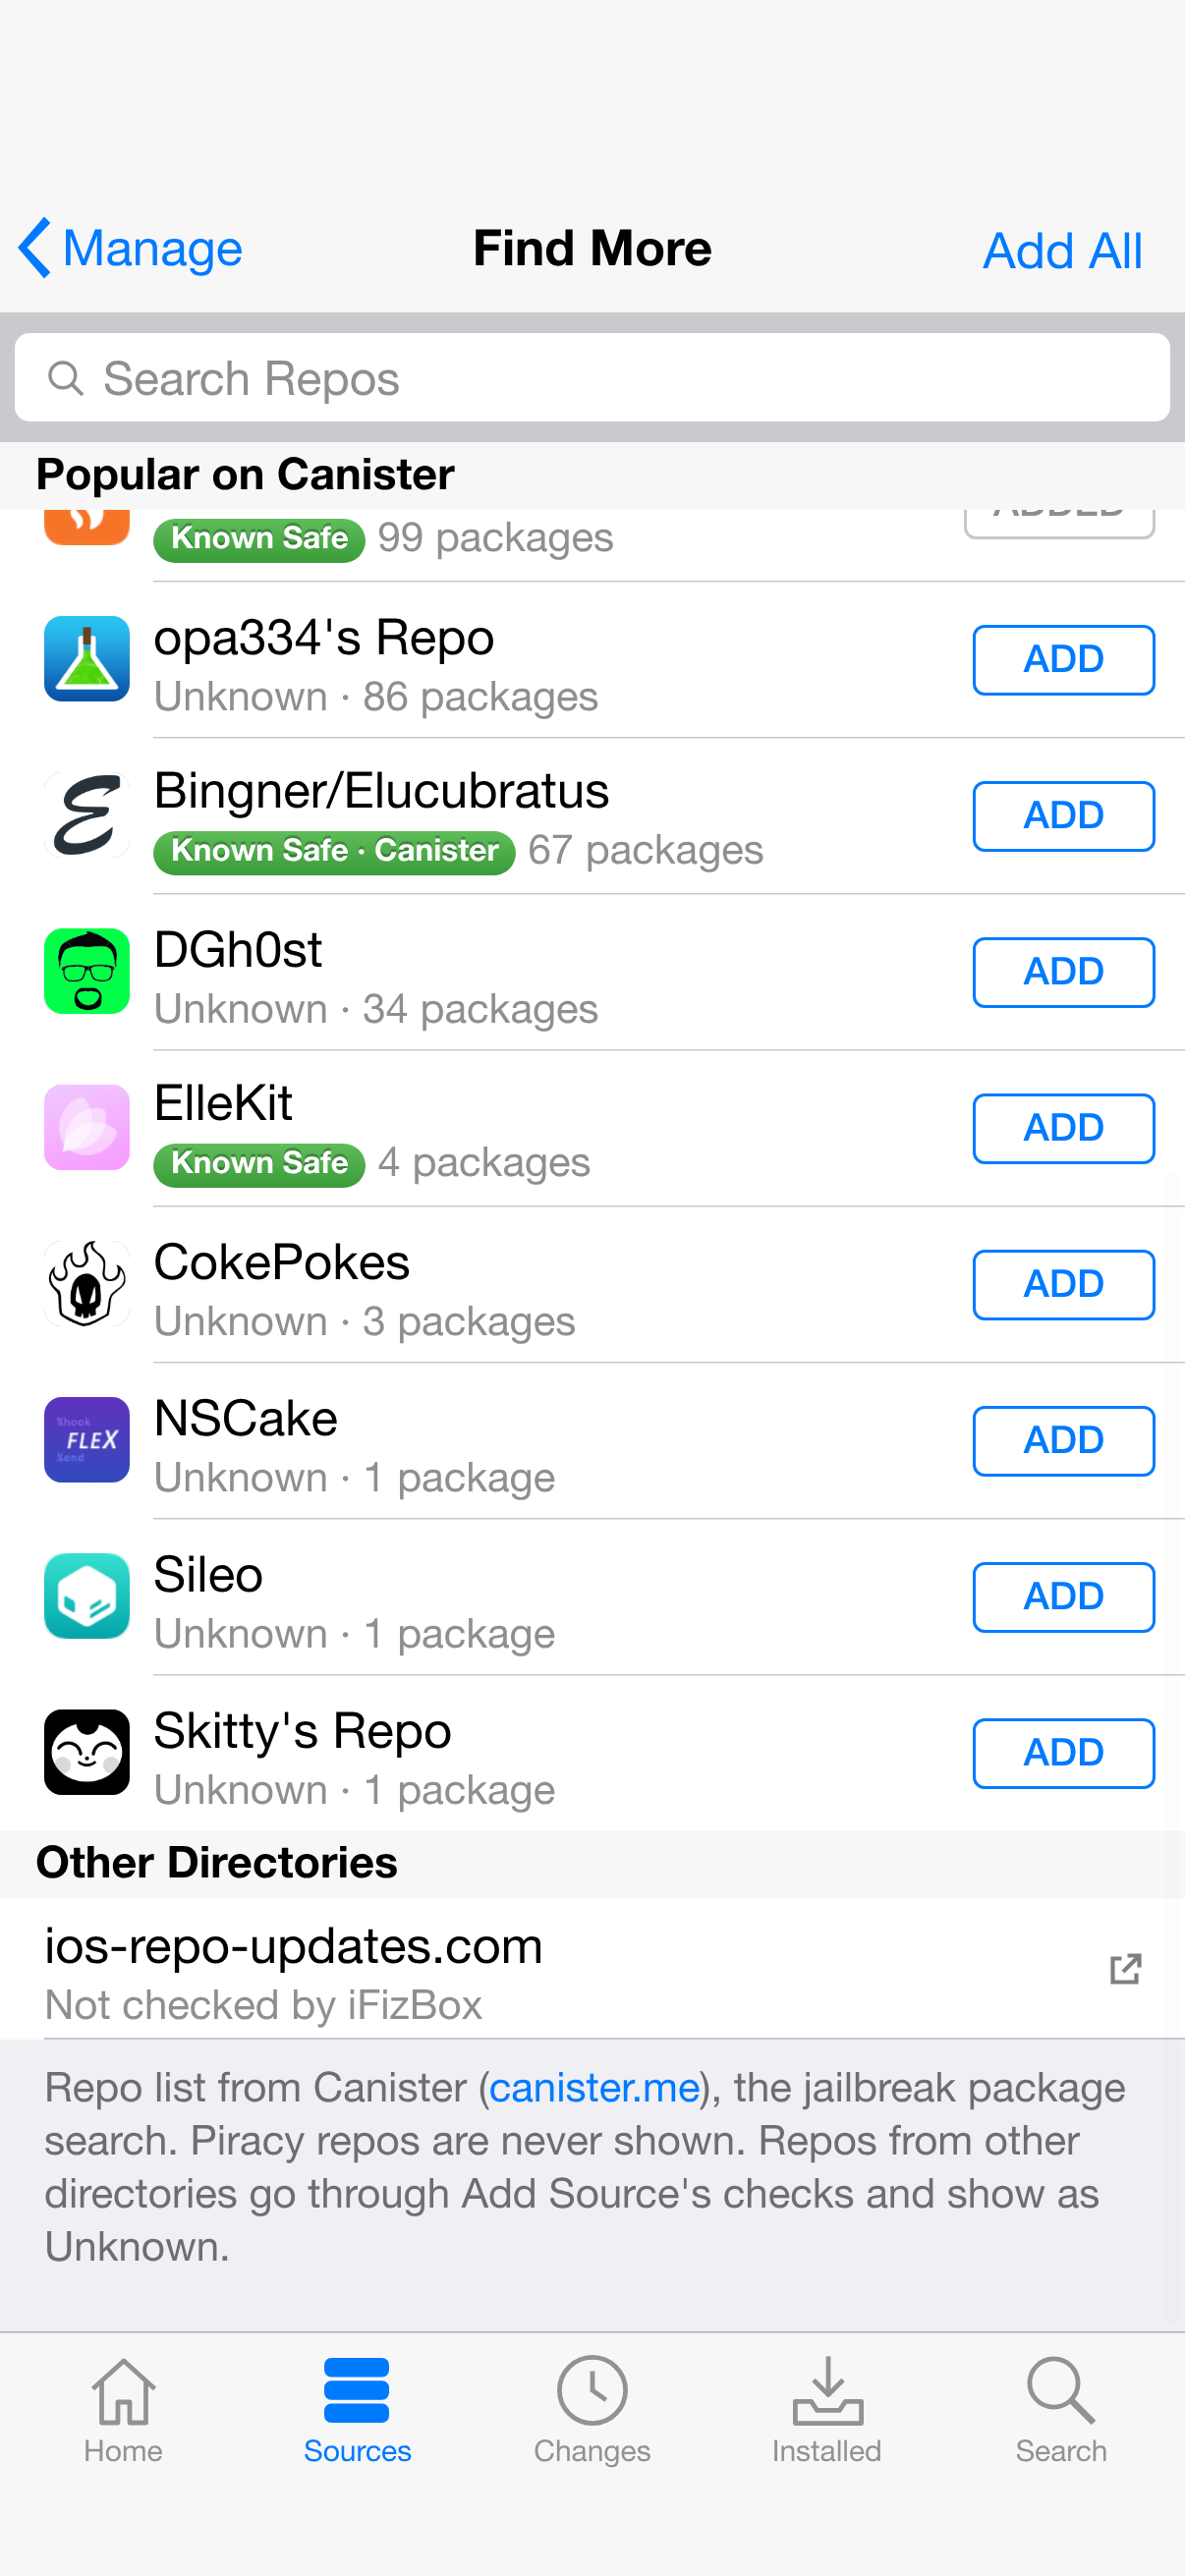 Manage
Find More
Add All
Search Repos
Popular on Canister
Known Safe 99 packages
ADDED
opa334's Repo
Unknown · 86 packages
ADD
Bingner/Elucubratus
Known Safe · Canister 67 packages
ADD
DGh0st
Unknown · 34 packages
ADD
ElleKit
Known Safe 4 packages
ADD
CokePokes
Unknown · 3 packages
ADD
%hook
FLEX
%end
NSCake
Unknown · 1 package
ADD
Sileo
Unknown · 1 package
ADD
Skitty's Repo
Unknown · 1 package
ADD
Other Directories
ios-repo-updates.com
Not checked by iFizBox
Repo list from Canister (canister.me), the jailbreak package
search. Piracy repos are never shown. Repos from other
directories go through Add Source's checks and show as
Unknown.
Home
Sources
Changes
Installed
Search